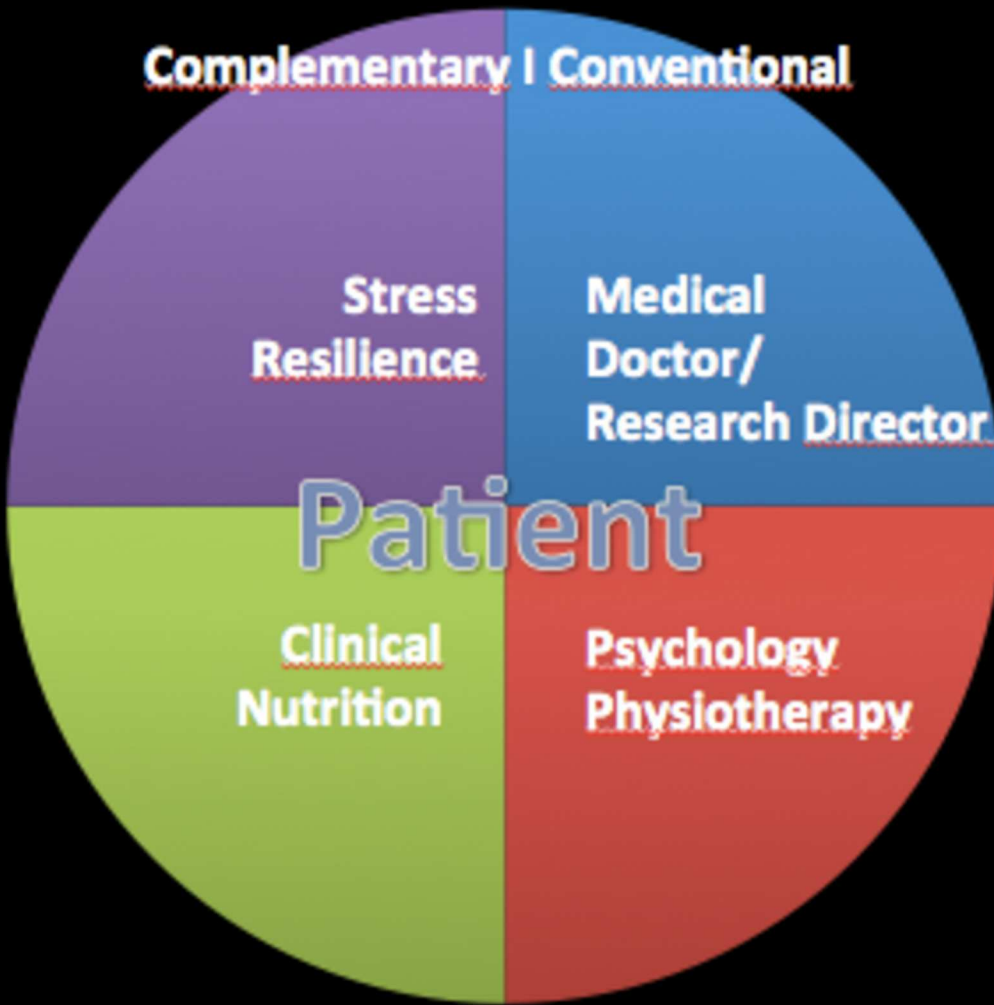 Complementary I Conventional
Stress
Resilience
Medical
Doctor/
Research Director
Patient
Clinical
Nutrition
Psychology
Physiotherapy